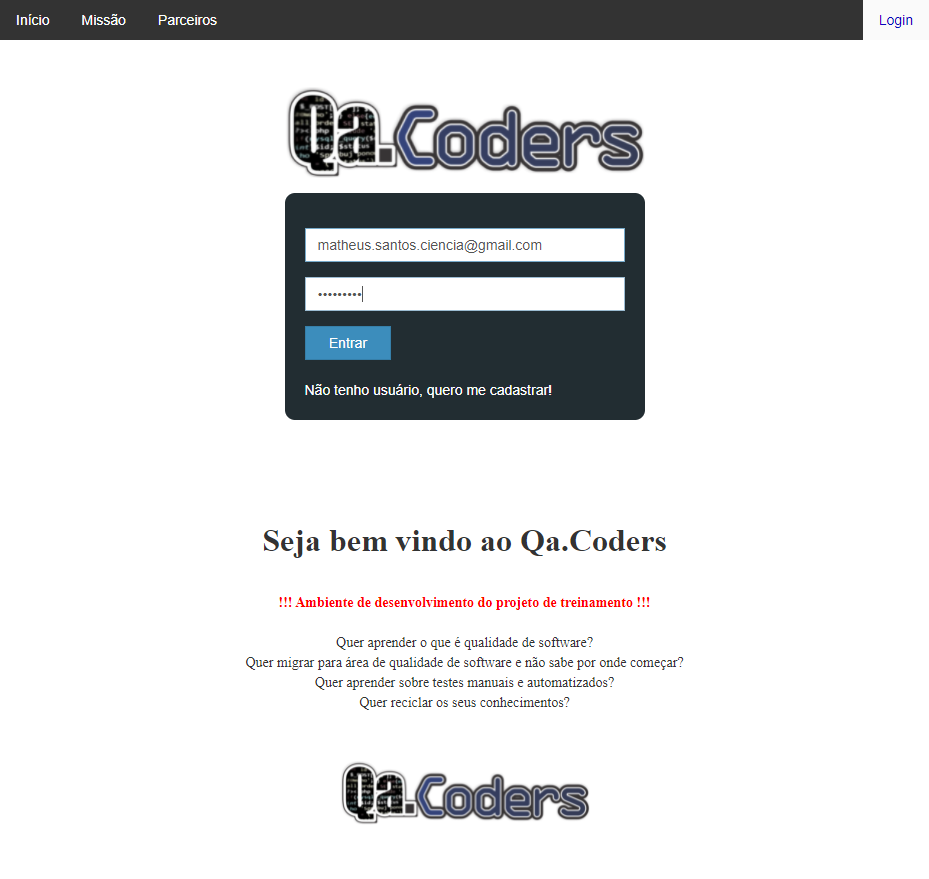 Início Missão Parceiros Login
Qa.Coders
matheus.santos.ciencia@gmail.com
•••••••••
Entrar
Não tenho usuário, quero me cadastrar!
Seja bem vindo ao Qa.Coders
!!! Ambiente de desenvolvimento do projeto de treinamento !!!
Quer aprender o que é qualidade de software?
Quer migrar para área de qualidade de software e não sabe por onde começar?
Quer aprender sobre testes manuais e automatizados?
Quer reciclar os seus conhecimentos?
Qa.Coders